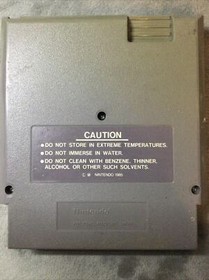 CAUTION
•DO NOT STORE IN EXTREME TEMPERATURES.
•DO NOT IMMERSE IN WATER.
•DO NOT CLEAN WITH BENZENE, THINNER,
ALCOHOL OR OTHER SUCH SOLVENTS.
NINTENDO 1985